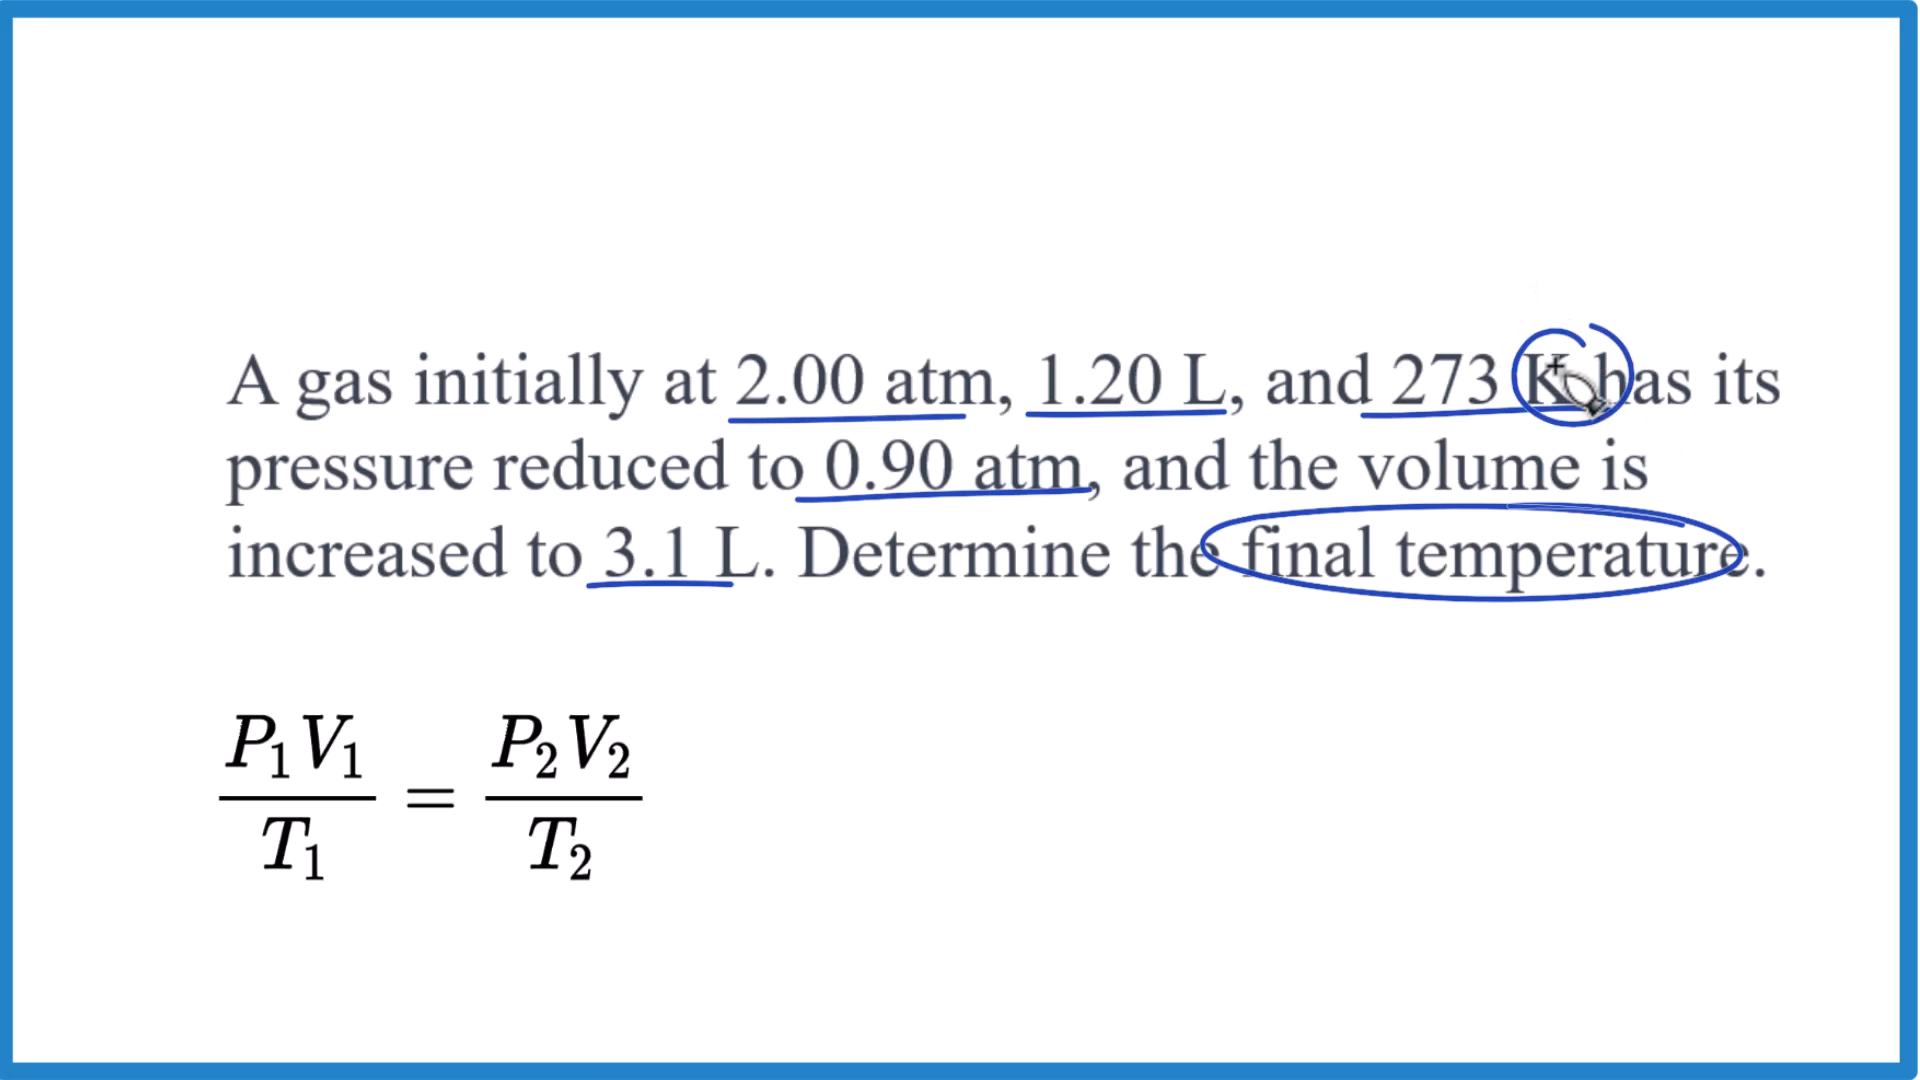 A gas initially at 2.00 atm, 1.20 L, and 273 K has its
pressure reduced to 0.90 atm, and the volume is
increased to 3.1 L. Determine the final temperature.
P₁V₁ / T₁ = P₂V₂ / T₂